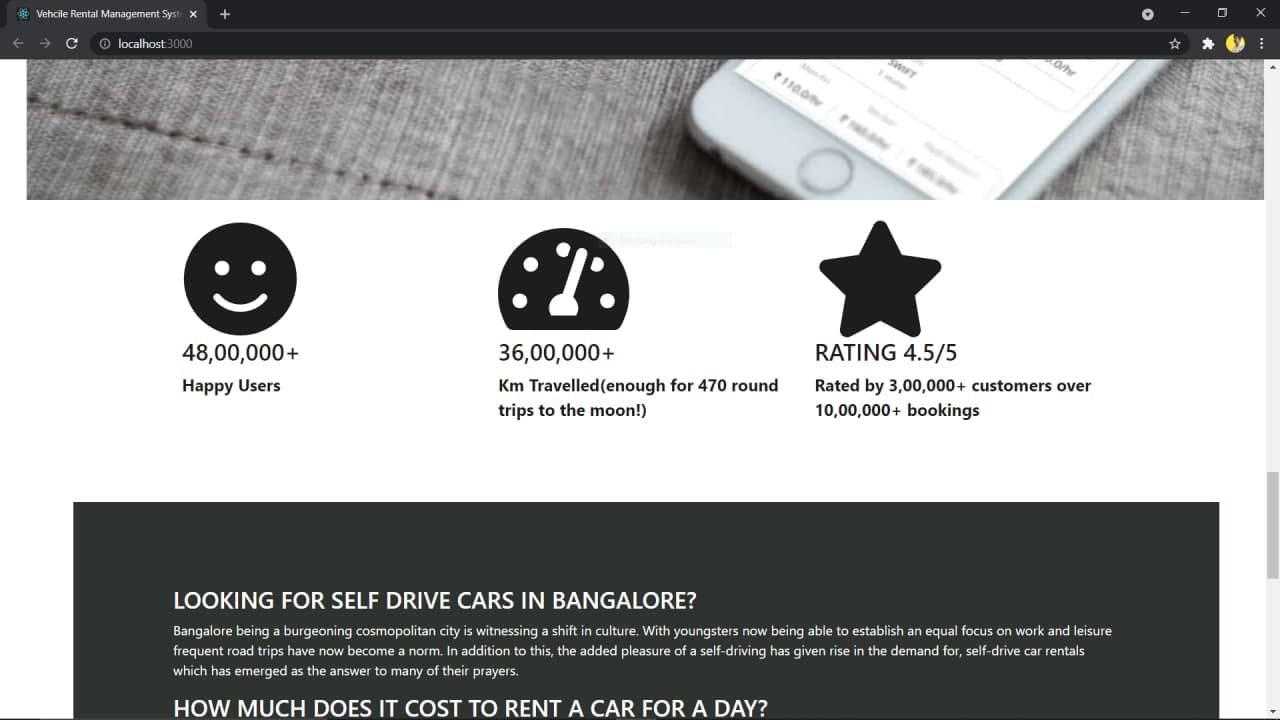 Vehcile Rental Management Syst
localhost:3000
SWIFT
₹110.0/hr
48,00,000+
Happy Users
36,00,000+
Km Travelled(enough for 470 round
trips to the moon!)
RATING 4.5/5
Rated by 3,00,000+ customers over
10,00,000+ bookings
LOOKING FOR SELF DRIVE CARS IN BANGALORE?
Bangalore being a burgeoning cosmopolitan city is witnessing a shift in culture. With youngsters now being able to establish an equal focus on work and leisure
frequent road trips have now become a norm. In addition to this, the added pleasure of a self-driving has given rise in the demand for, self-drive car rentals
which has emerged as the answer to many of their prayers.
HOW MUCH DOES IT COST TO RENT A CAR FOR A DAY?